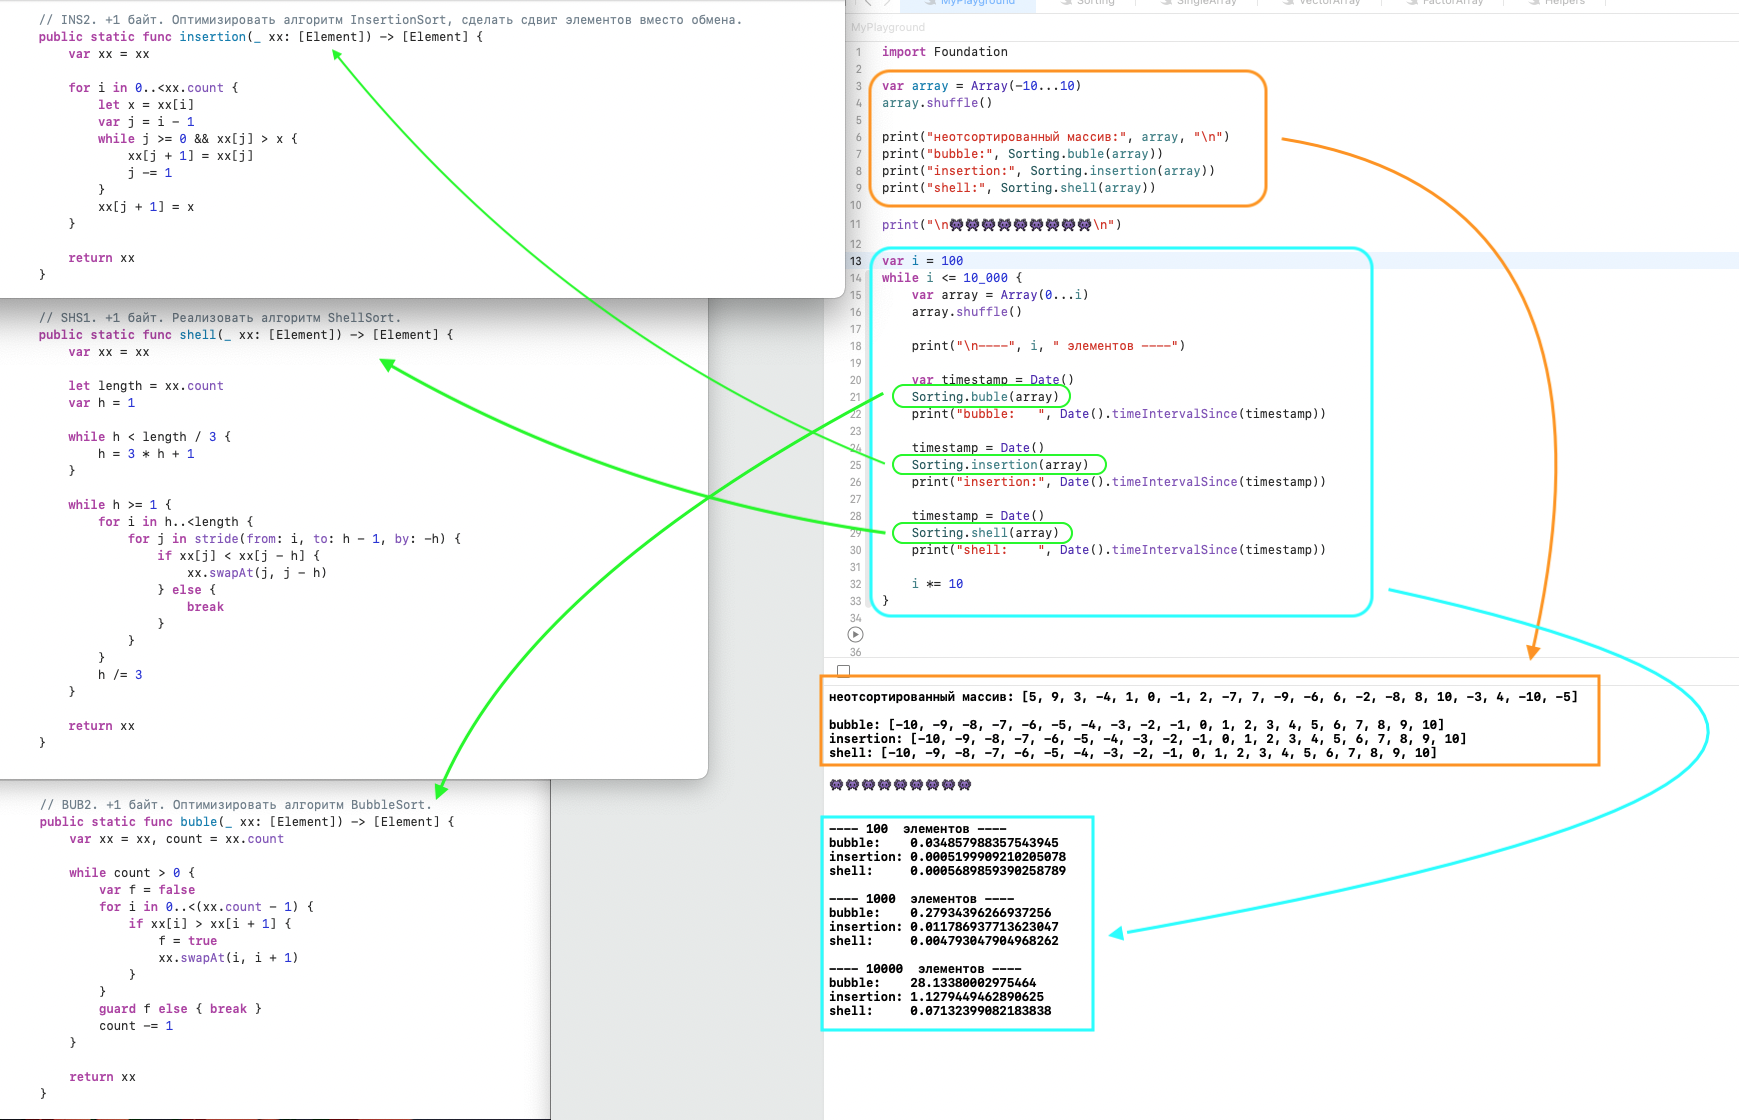 // INS2. +1 байт. Оптимизировать алгоритм InsertionSort, сделать сдвиг элементов вместо обмена.
public static func insertion(_ xx: [Element]) -> [Element] {
    var xx = xx

    for i in 0..<xx.count {
        let x = xx[i]
        var j = i - 1
        while j >= 0 && xx[j] > x {
            xx[j + 1] = xx[j]
            j -= 1
        }
        xx[j + 1] = x
    }

    return xx
}
// SHS1. +1 байт. Реализовать алгоритм ShellSort.
public static func shell(_ xx: [Element]) -> [Element] {
    var xx = xx

    let length = xx.count
    var h = 1

    while h < length / 3 {
        h = 3 * h + 1
    }

    while h >= 1 {
        for i in h..<length {
            for j in stride(from: i, to: h - 1, by: -h) {
                if xx[j] < xx[j - h] {
                    xx.swapAt(j, j - h)
                } else {
                    break
                }
            }
        }
        h /= 3
    }

    return xx
}
// BUB2. +1 байт. Оптимизировать алгоритм BubbleSort.
public static func buble(_ xx: [Element]) -> [Element] {
    var xx = xx, count = xx.count

    while count > 0 {
        var f = false
        for i in 0..<(xx.count - 1) {
            if xx[i] > xx[i + 1] {
                f = true
                xx.swapAt(i, i + 1)
            }
        }
        guard f else { break }
        count -= 1
    }

    return xx
}
MyPlayground Sorting SingleArray VectorArray FactorArray Helpers
MyPlayground
1 import Foundation
2
3 var array = Array(-10...10)
4 array.shuffle()
5
6 print("неотсортированный массив:", array, "\n")
7 print("bubble:", Sorting.buble(array))
8 print("insertion:", Sorting.insertion(array))
9 print("shell:", Sorting.shell(array))
10
11 print("\n👾👾👾👾👾👾👾👾👾\n")
12
13 var i = 100
14 while i <= 10_000 {
15     var array = Array(0...i)
16     array.shuffle()
17
18     print("\n----", i, " элементов ----")
19
20     var timestamp = Date()
21     Sorting.buble(array)
22     print("bubble:   ", Date().timeIntervalSince(timestamp))
23
24     timestamp = Date()
25     Sorting.insertion(array)
26     print("insertion:", Date().timeIntervalSince(timestamp))
27
28     timestamp = Date()
29     Sorting.shell(array)
30     print("shell:    ", Date().timeIntervalSince(timestamp))
31
32     i *= 10
33 }
34
36
неотсортированный массив: [5, 9, 3, -4, 1, 0, -1, 2, -7, 7, -9, -6, 6, -2, -8, 8, 10, -3, 4, -10, -5]

bubble: [-10, -9, -8, -7, -6, -5, -4, -3, -2, -1, 0, 1, 2, 3, 4, 5, 6, 7, 8, 9, 10]
insertion: [-10, -9, -8, -7, -6, -5, -4, -3, -2, -1, 0, 1, 2, 3, 4, 5, 6, 7, 8, 9, 10]
shell: [-10, -9, -8, -7, -6, -5, -4, -3, -2, -1, 0, 1, 2, 3, 4, 5, 6, 7, 8, 9, 10]

👾👾👾👾👾👾👾👾👾

---- 100  элементов ----
bubble:    0.034857988357543945
insertion: 0.0005199909210205078
shell:     0.0005689859390258789

---- 1000  элементов ----
bubble:    0.27934396266937256
insertion: 0.011786937713623047
shell:     0.004793047904968262

---- 10000  элементов ----
bubble:    28.13380002975464
insertion: 1.1279449462890625
shell:     0.07132399082183838